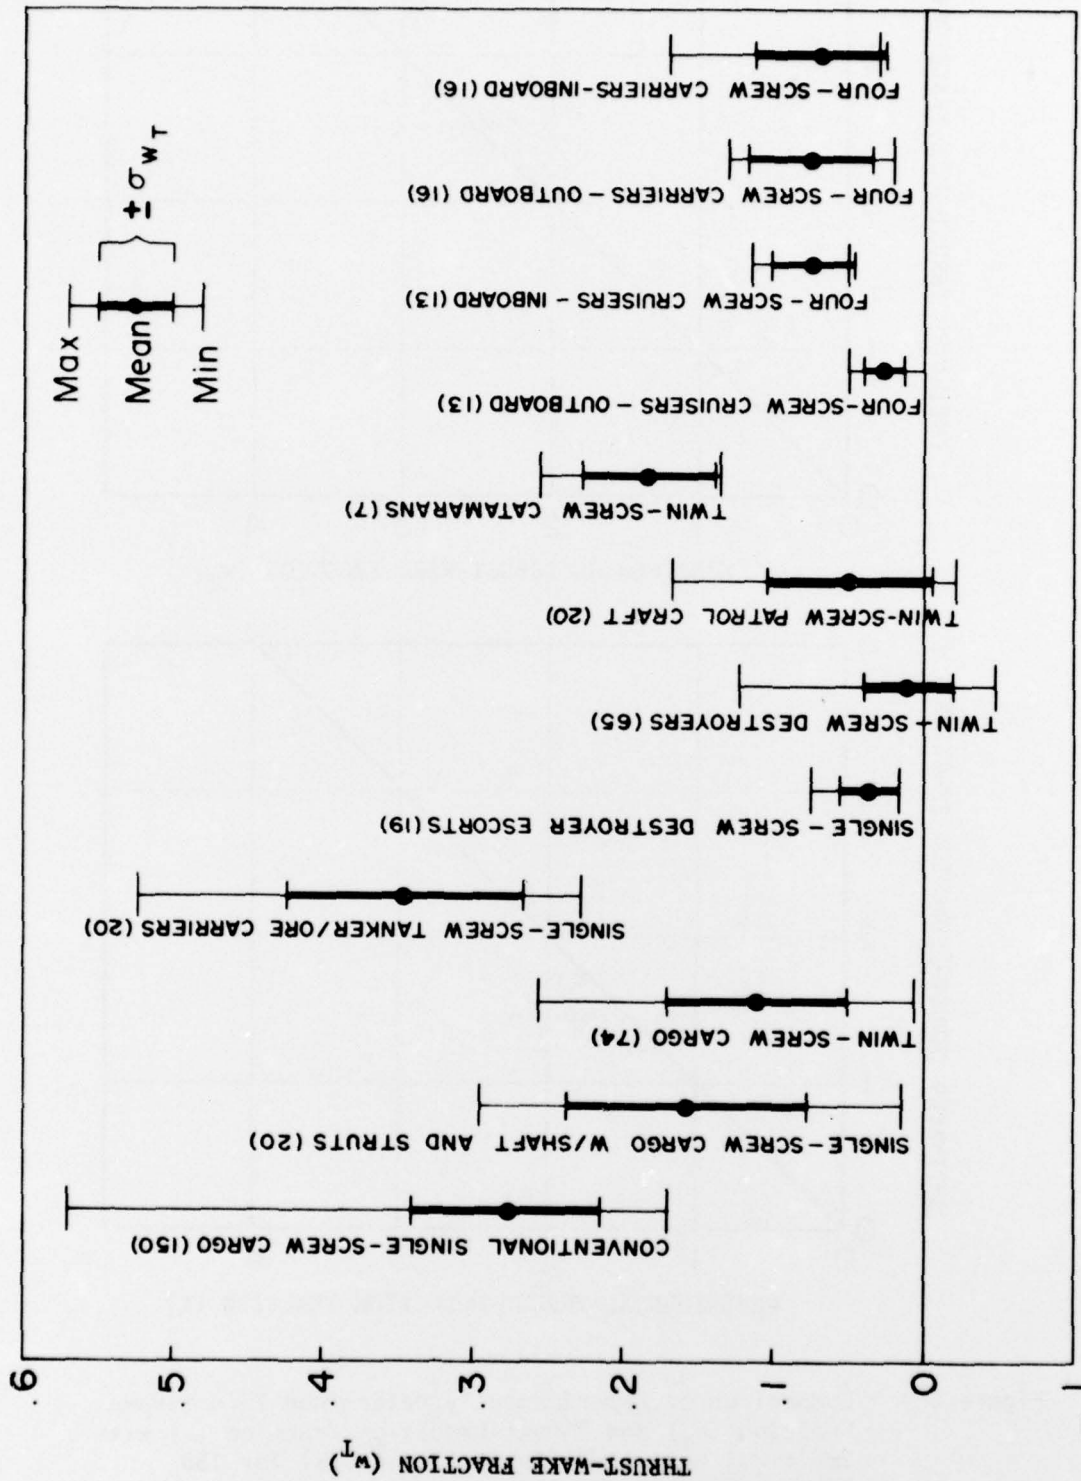 Max
Mean
Min
± σ w T
FOUR-SCREW CARRIERS-INBOARD (16)
FOUR-SCREW CARRIERS-OUTBOARD (16)
FOUR-SCREW CRUISERS-INBOARD (13)
FOUR-SCREW CRUISERS-OUTBOARD (13)
TWIN-SCREW CATAMARANS (7)
TWIN-SCREW PATROL CRAFT (20)
TWIN-SCREW DESTROYERS (65)
SINGLE-SCREW DESTROYER ESCORTS (19)
SINGLE-SCREW TANKER/ORE CARRIERS (20)
TWIN-SCREW CARGO (74)
SINGLE-SCREW CARGO W/SHAFT AND STRUTS (20)
CONVENTIONAL SINGLE-SCREW CARGO (150)
.6
.5
.4
.3
.2
.1
0
.1
THRUST-WAKE FRACTION (wT)